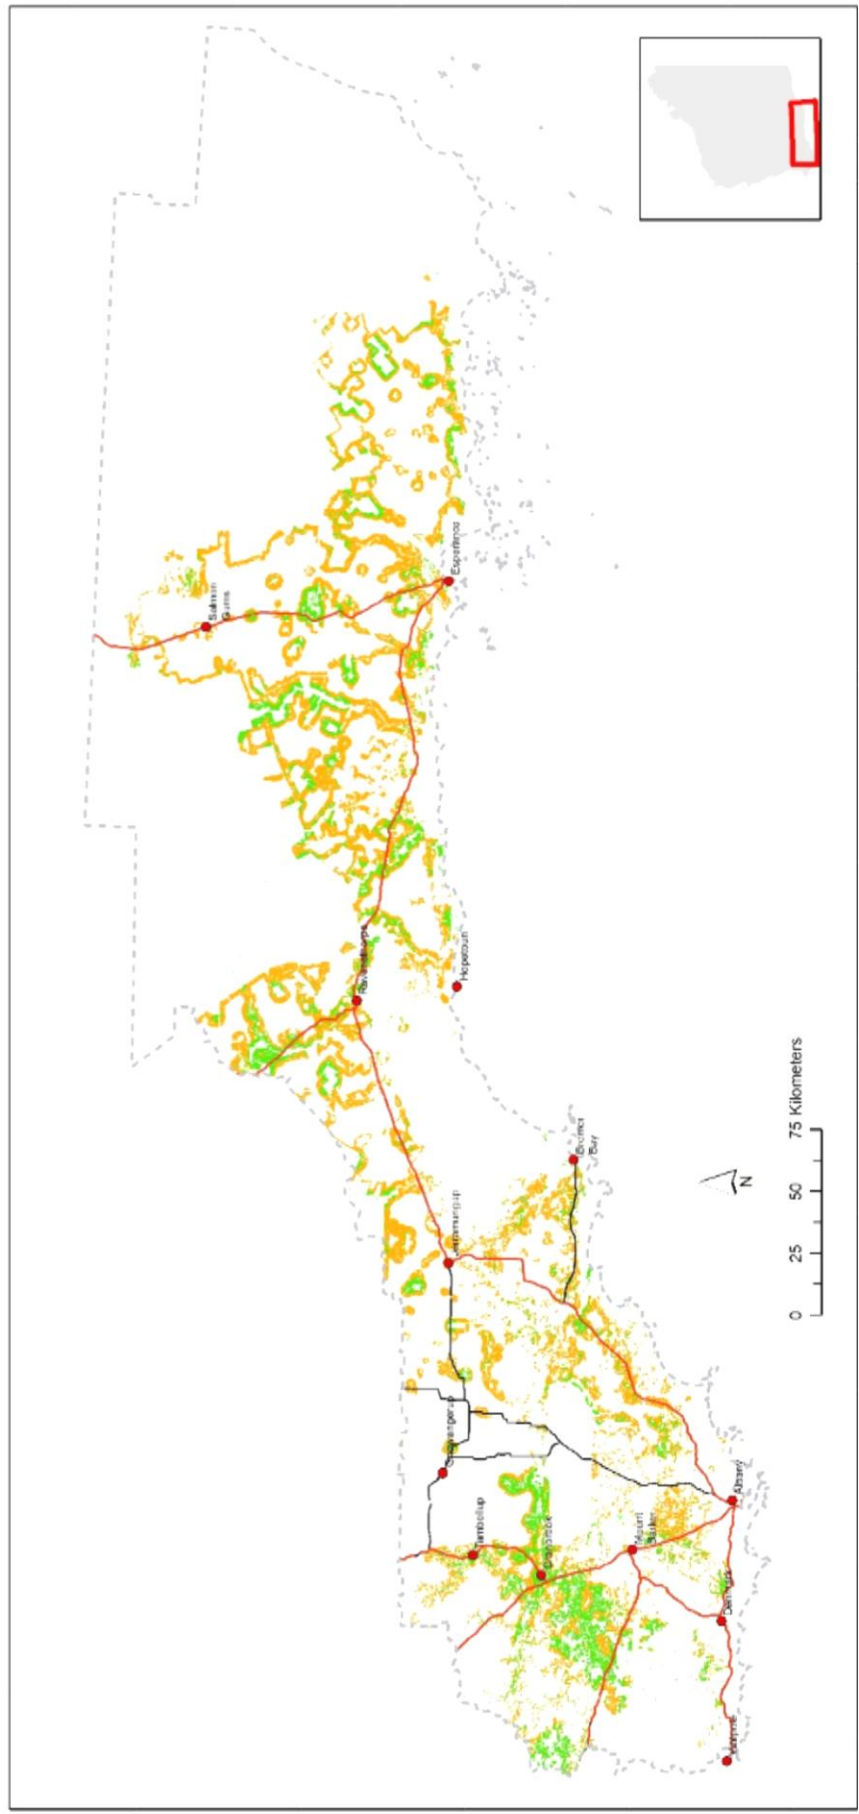 Salmon
Gums
Ravensthorpe
Gnowangerup
Jerramungup
Esperance
Hopetoun
Tambellup
Cranbrook
Bremer
Bay
Mount
Barker
Denmark
Walpole
Albany
N
0 25 50 75 Kilometers